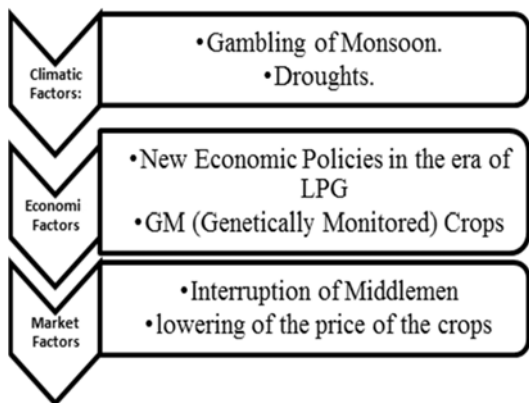 Climatic
Factors:
•Gambling of Monsoon.
•Droughts.
Economi
Factors
•New Economic Policies in the era of
LPG
•GM (Genetically Monitored) Crops
Market
Factors
•Interruption of Middlemen
•lowering of the price of the crops